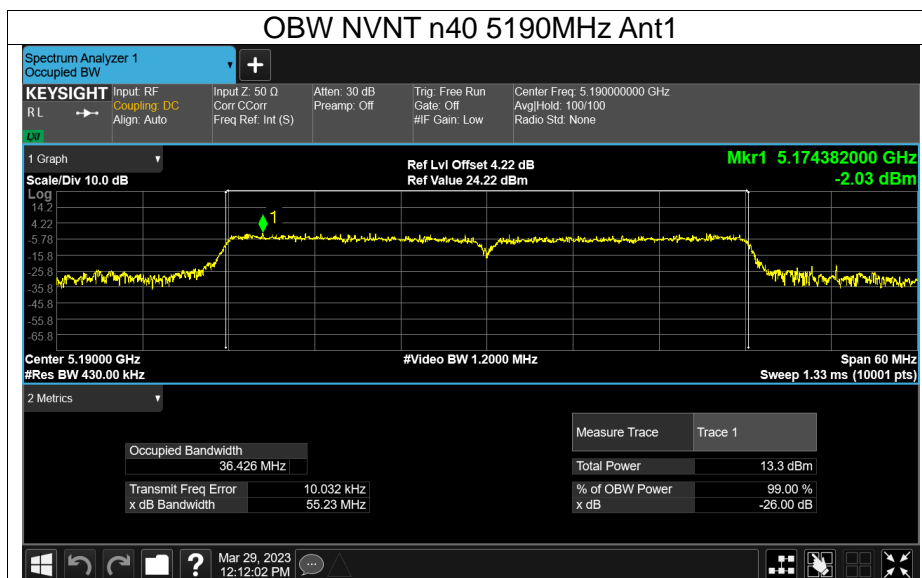 OBW NVNT n40 5190MHz Ant1
Spectrum Analyzer 1
Occupied BW
KEYSIGHT
R L
LXI
Input: RF
Coupling: DC
Align: Auto
Input Z: 50 Ω
Corr CCorr
Freq Ref: Int (S)
Atten: 30 dB
Preamp: Off
Trig: Free Run
Gate: Off
#IF Gain: Low
Center Freq: 5.190000000 GHz
Avg|Hold: 100/100
Radio Std: None
1 Graph
Scale/Div 10.0 dB
Ref Lvl Offset 4.22 dB
Ref Value 24.22 dBm
Mkr1 5.174382000 GHz
-2.03 dBm
Log
14.2
4.22
-5.78
-15.8
-25.8
-35.8
-45.8
-55.8
-65.8
1
Center 5.19000 GHz
#Res BW 430.00 kHz
#Video BW 1.2000 MHz
Span 60 MHz
Sweep 1.33 ms (10001 pts)
2 Metrics
Occupied Bandwidth
36.426 MHz
Transmit Freq Error 10.032 kHz
x dB Bandwidth 55.23 MHz
Measure Trace Trace 1
Total Power 13.3 dBm
% of OBW Power 99.00 %
x dB -26.00 dB
?
Mar 29, 2023
12:12:02 PM